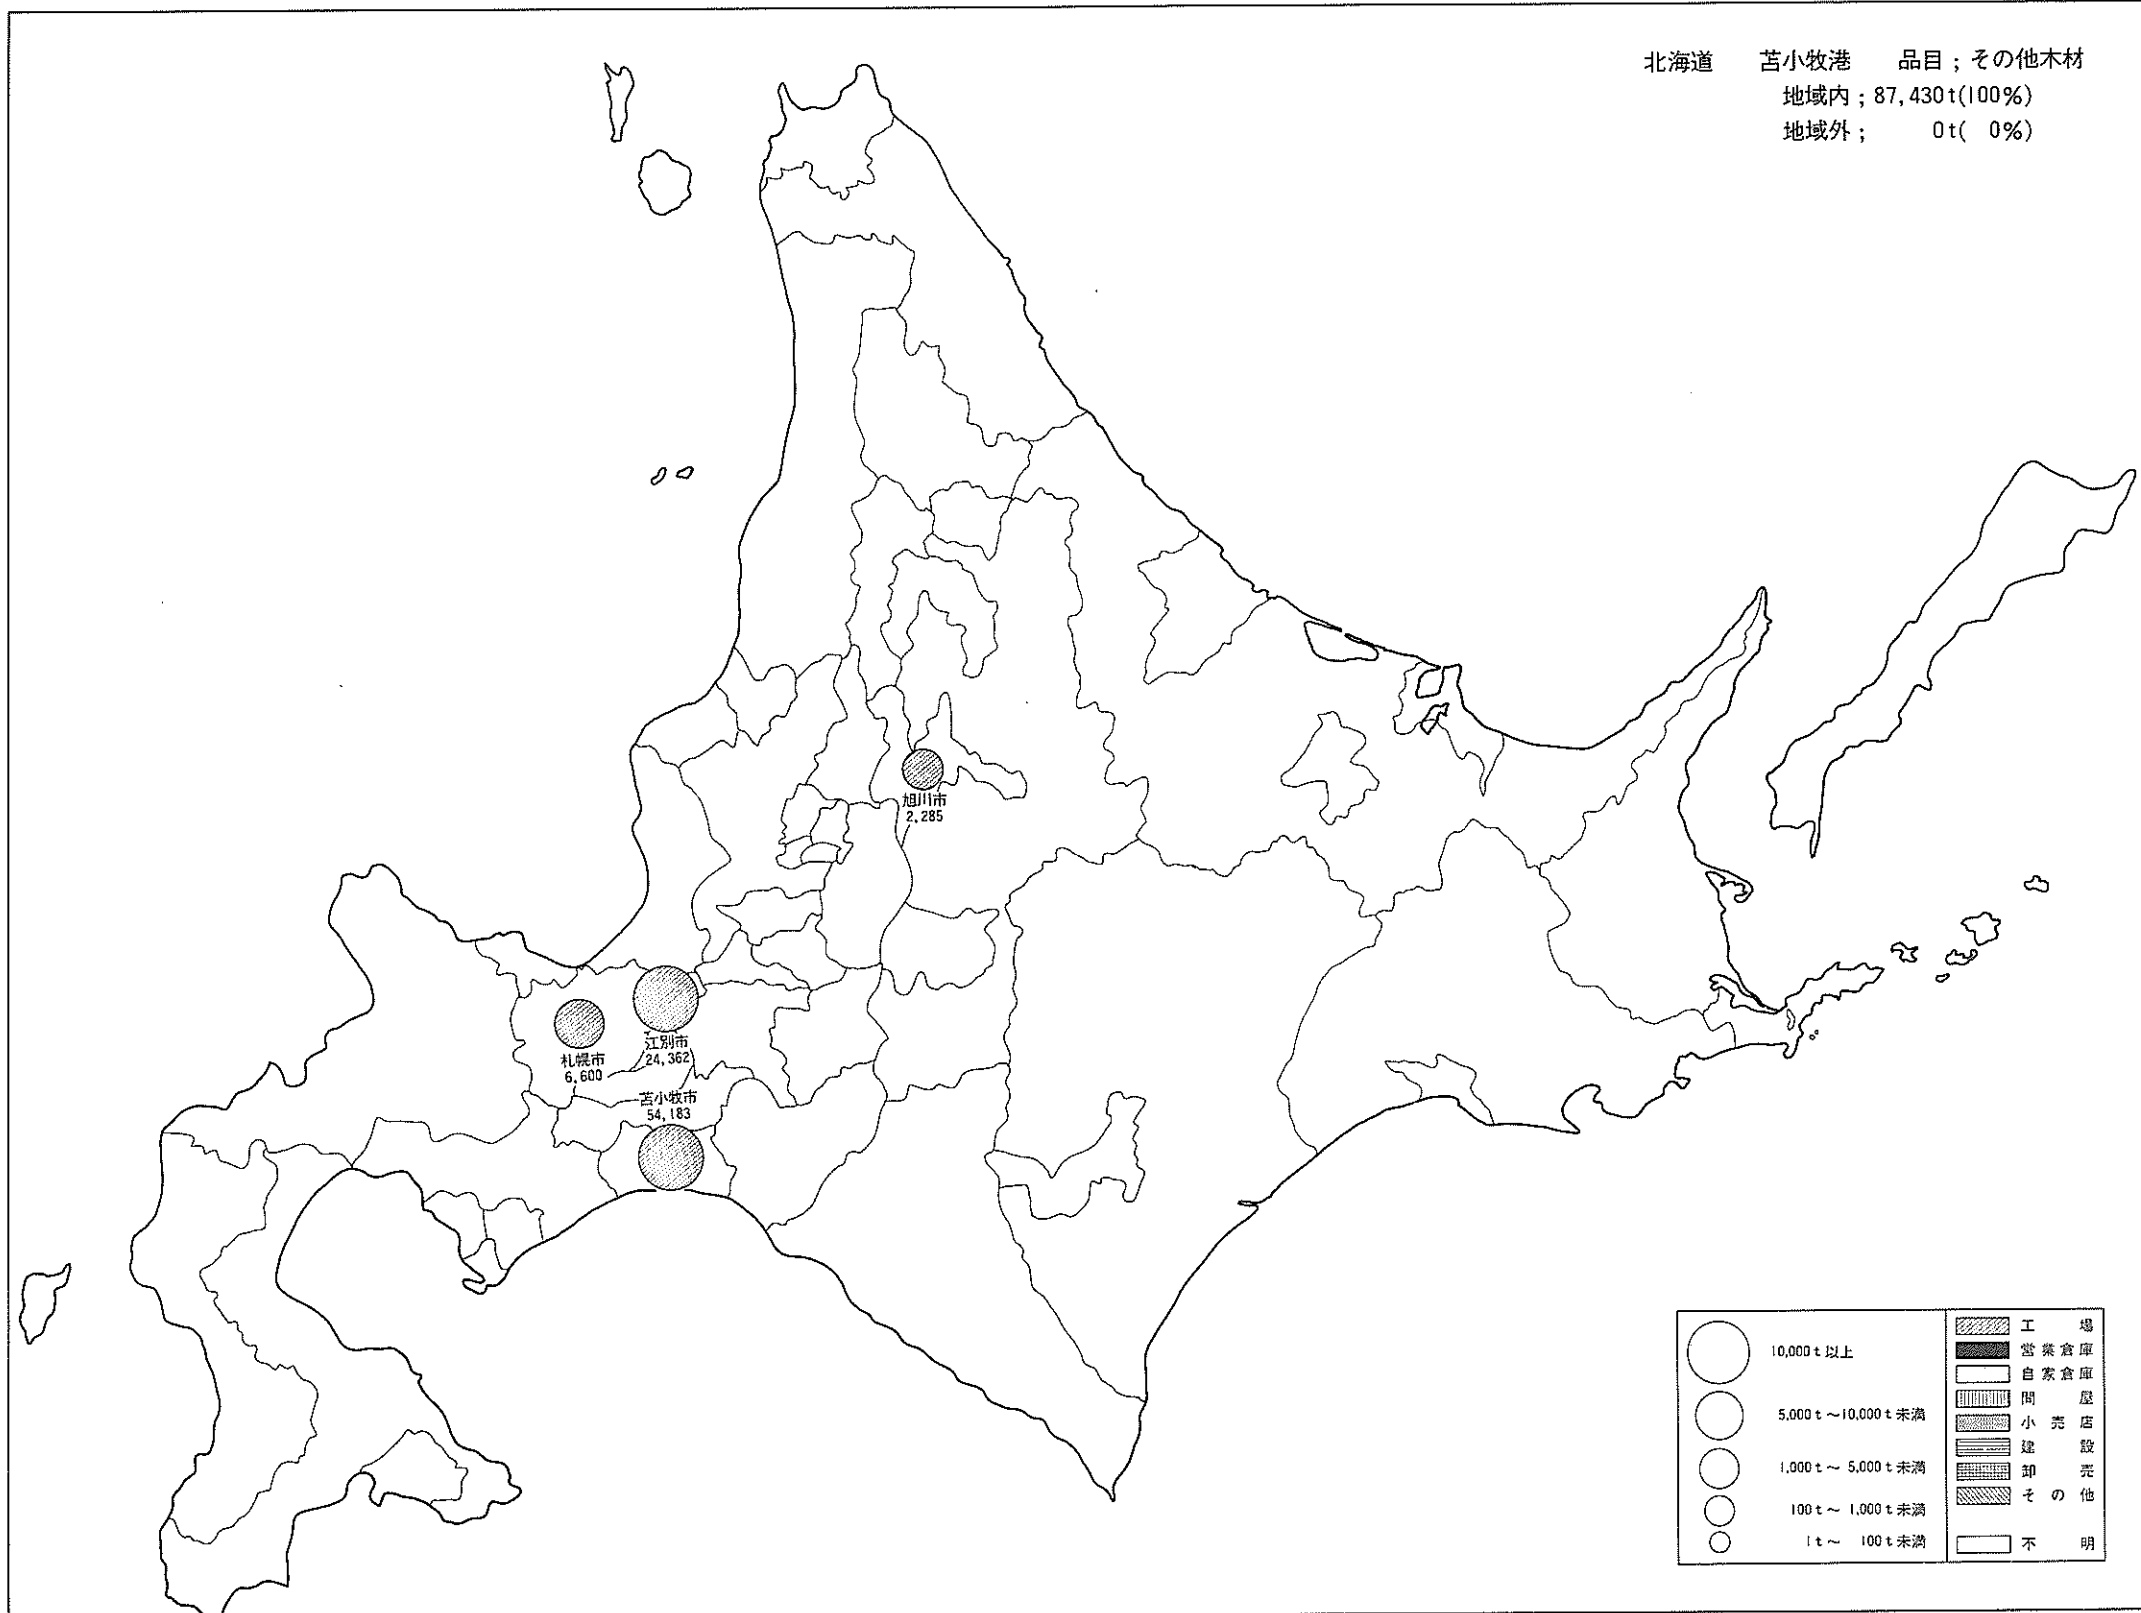 北海道 苫小牧港 品目;その他木材
地域内;87,430t(100%)
地域外; 0t( 0%)
旭川市
2,285
江別市
24,362
札幌市
6,600
苫小牧市
54,183
10,000t以上
5,000t~10,000t未満
1,000t~ 5,000t未満
100t~ 1,000t未満
1t~ 100t未満
工 場
営業倉庫
自家倉庫
問 屋
小売店
建 設
卸 売
その他
不 明